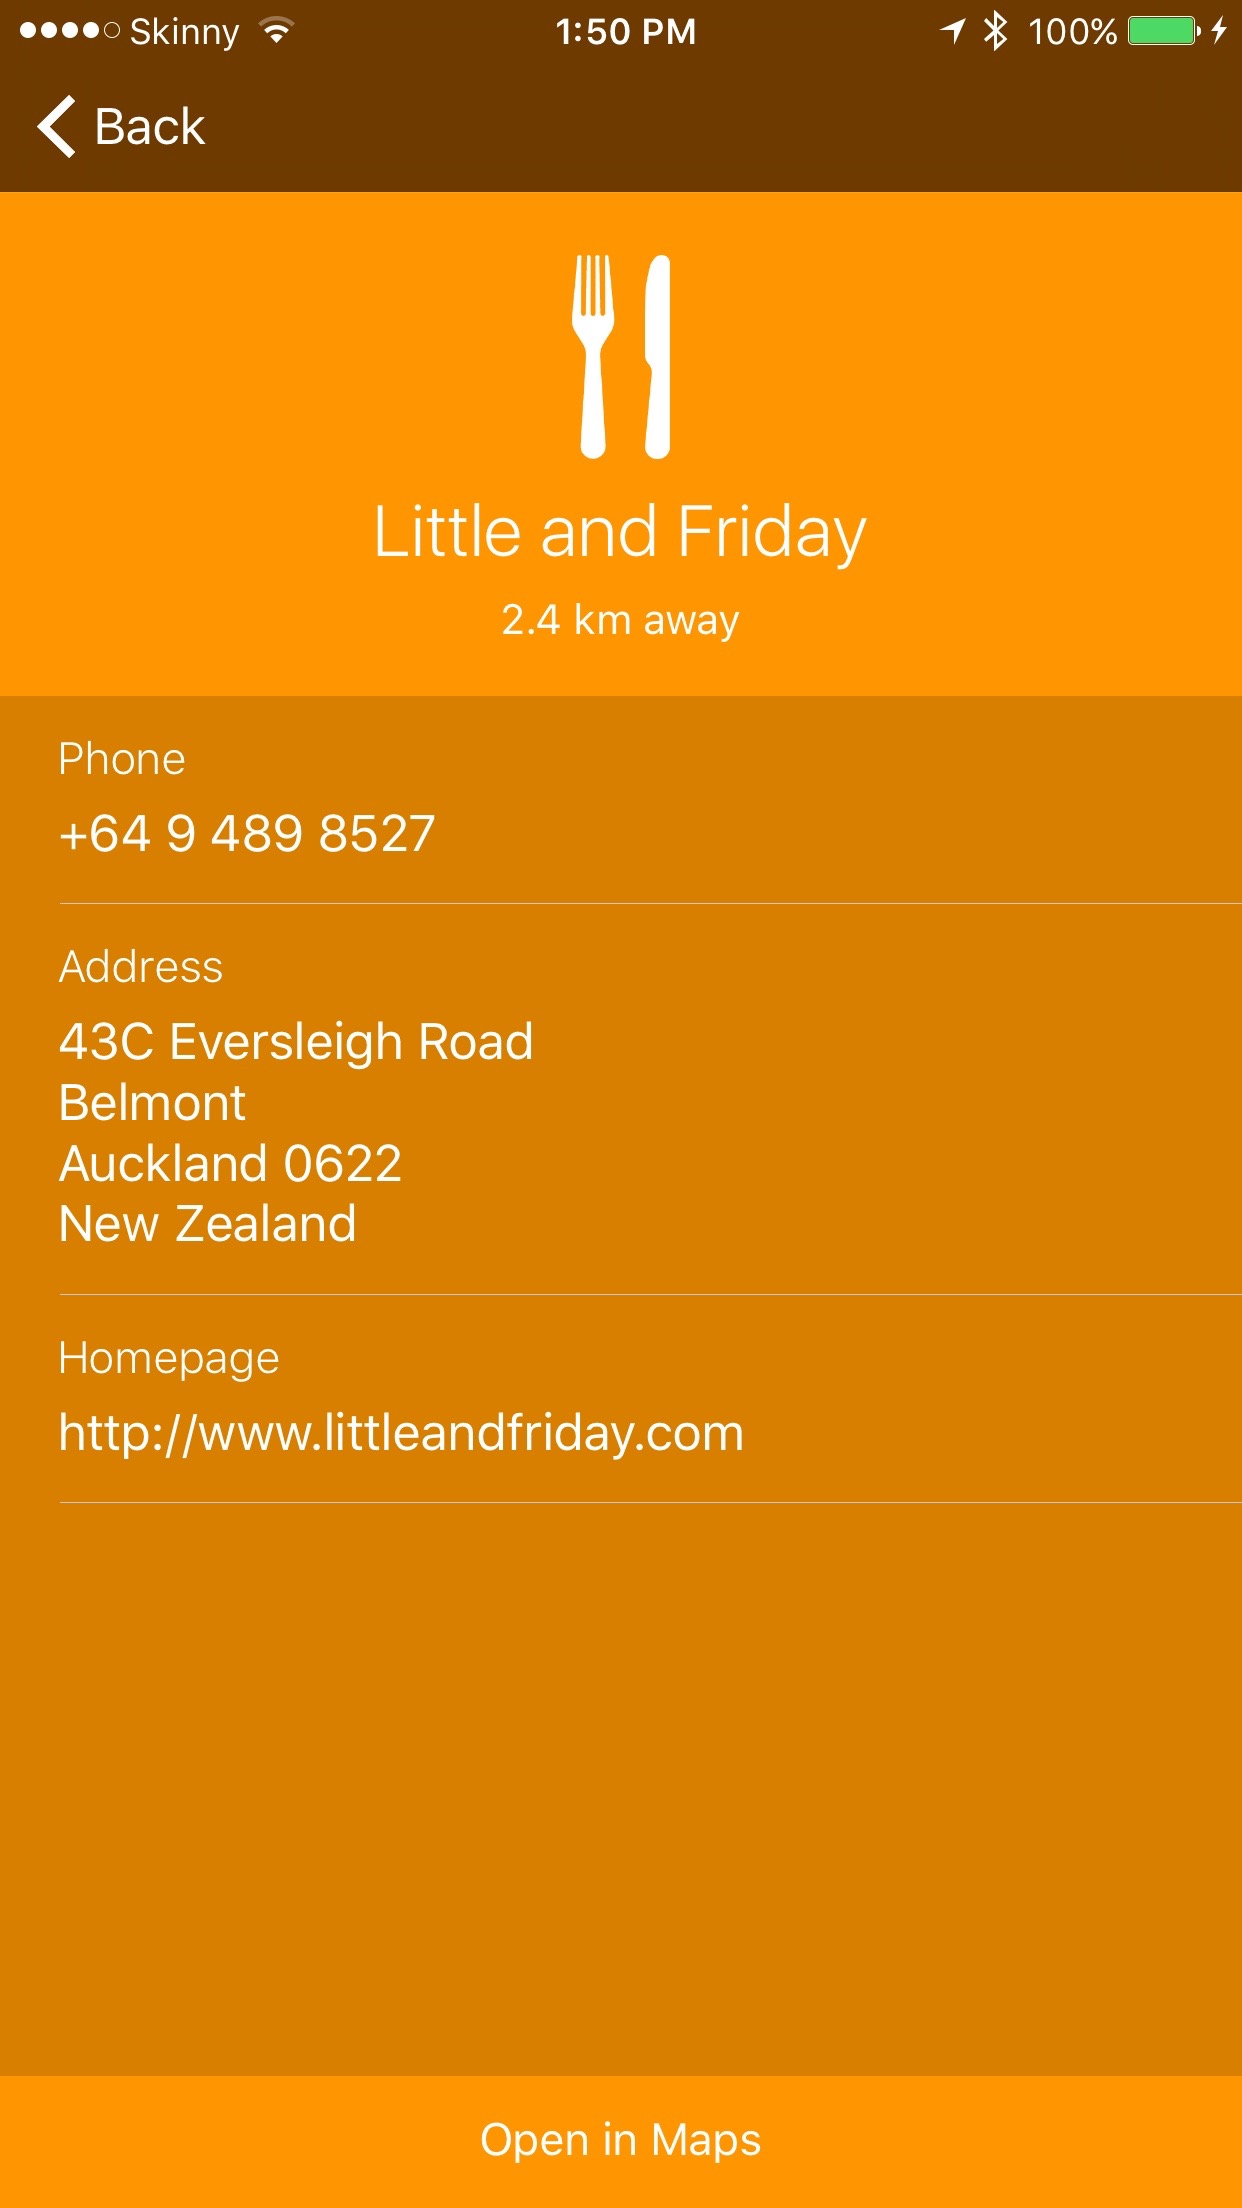 Skinny
1:50 PM
100%
Back
Little and Friday
2.4 km away
Phone
+64 9 489 8527
Address
43C Eversleigh Road
Belmont
Auckland 0622
New Zealand
Homepage
http://www.littleandfriday.com
Open in Maps